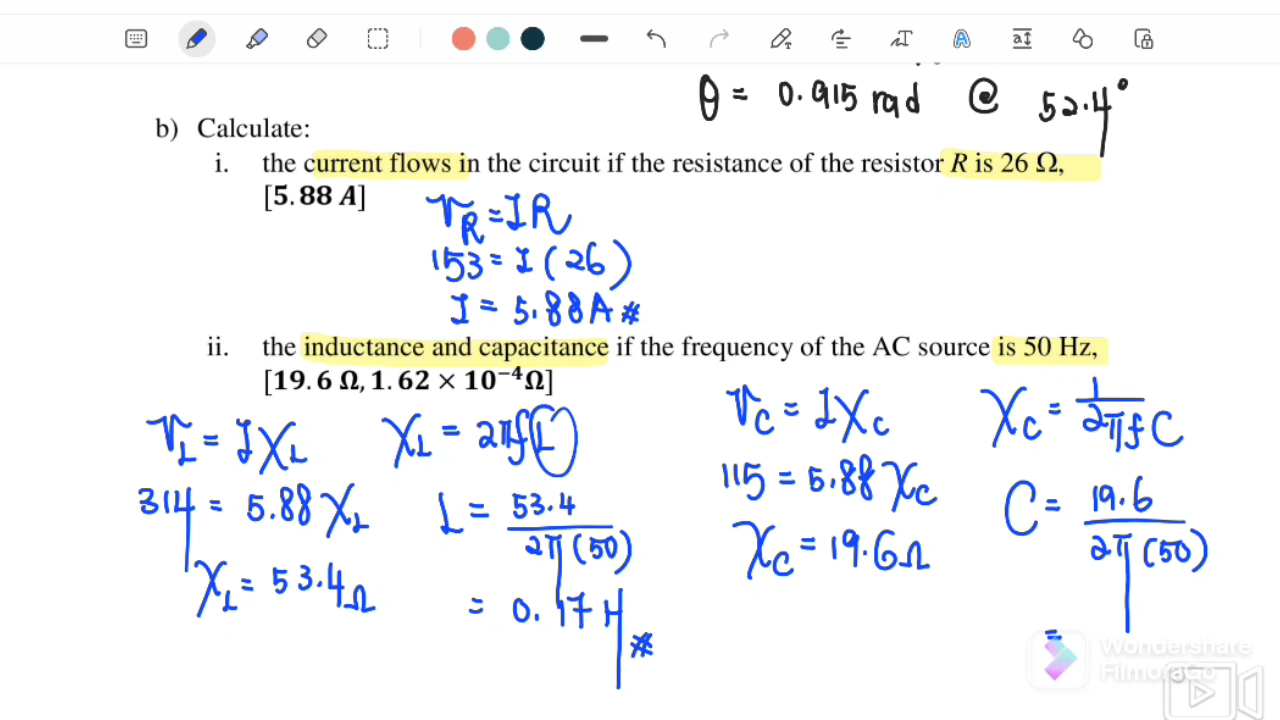 θ = 0.915 rad @ 52.4°
b) Calculate:
i. the current flows in the circuit if the resistance of the resistor R is 26 Ω,
[5.88 A]
V_R = IR
153 = I (26)
I = 5.88A #
ii. the inductance and capacitance if the frequency of the AC source is 50 Hz,
[19.6 Ω, 1.62 × 10⁻⁴Ω]
V_L = IX_L
314 = 5.88 X_L
X_L = 53.4Ω
X_L = 2πfL
L = 53.4 / 2π(50)
= 0.17 H #
V_C = IX_C
115 = 5.88 X_C
X_C = 19.6Ω
X_C = 1 / 2πfC
C = 19.6 / 2π(50)
=
Wondershare
FilmoraGo